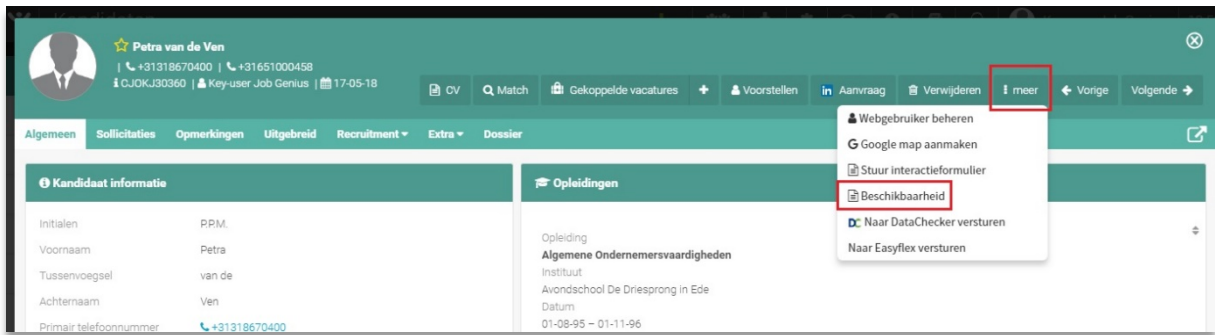 Kandidaten
Petra van de Ven
| +31318670400 | +31651000458
CJOKJ30360 | Key-user Job Genius | 17-05-18
CV Match Gekoppelde vacatures + Voorstellen in Aanvraag Verwijderen meer Vorige Volgende
Webgebruiker beheren
G Google map aanmaken
Stuur interactieformulier
Beschikbaarheid
DC Naar DataChecker versturen
Naar Easyflex versturen
Algemeen Sollicitaties Opmerkingen Uitgebreid Recruitment Extra Dossier
Kandidaat informatie
Initialen P.P.M.
Voornaam Petra
Tussenvoegsel van de
Achternaam Ven
Primair telefoonnummer +31318670400
Opleidingen
Opleiding
Algemene Ondernemersvaardigheden
Instituut
Avondschool De Driesprong in Ede
Datum
01-08-95 – 01-11-96